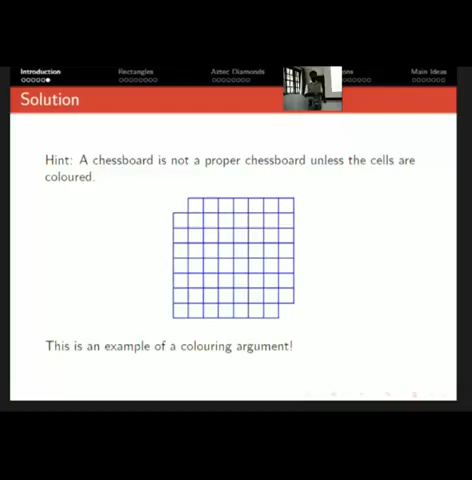 Introduction
Rectangles
Aztec Diamonds
Main Ideas
Solution
Hint: A chessboard is not a proper chessboard unless the cells are
coloured.
This is an example of a colouring argument!